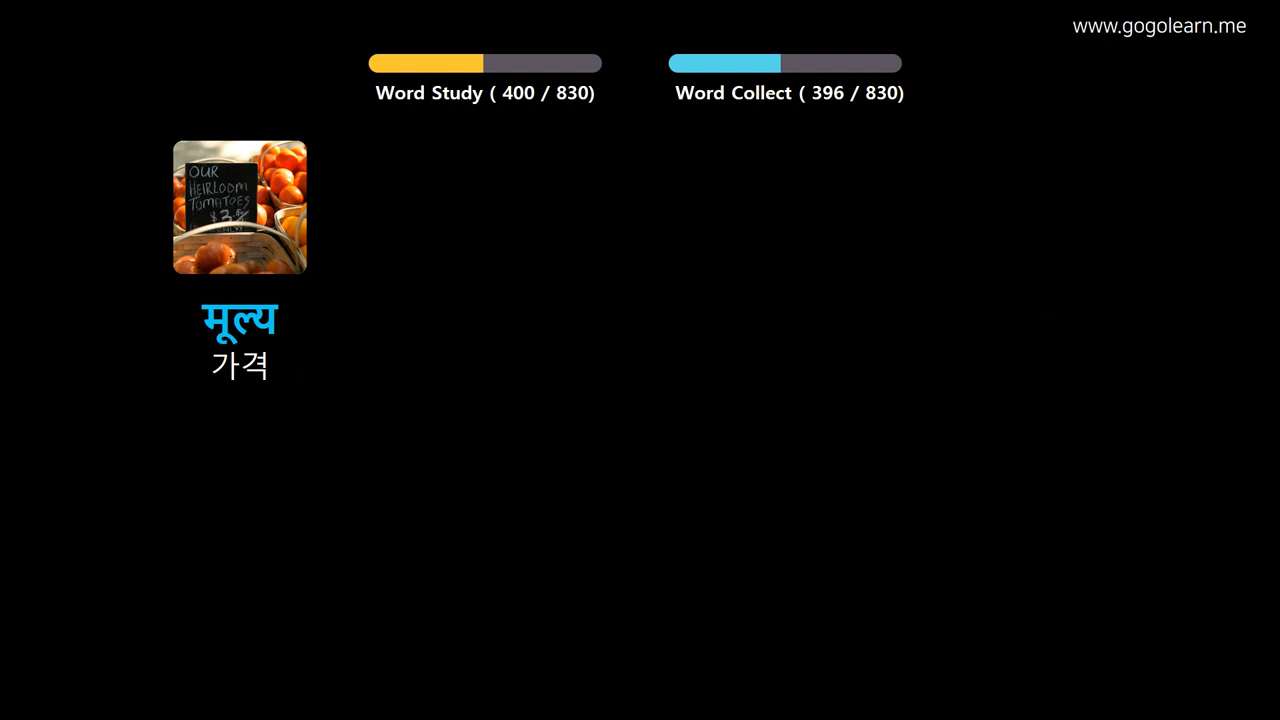 www.gogolearn.me
Word Study ( 400 / 830)
Word Collect ( 396 / 830)
OUR
HEIRLOOM
TOMATOES
मूल्य
가격